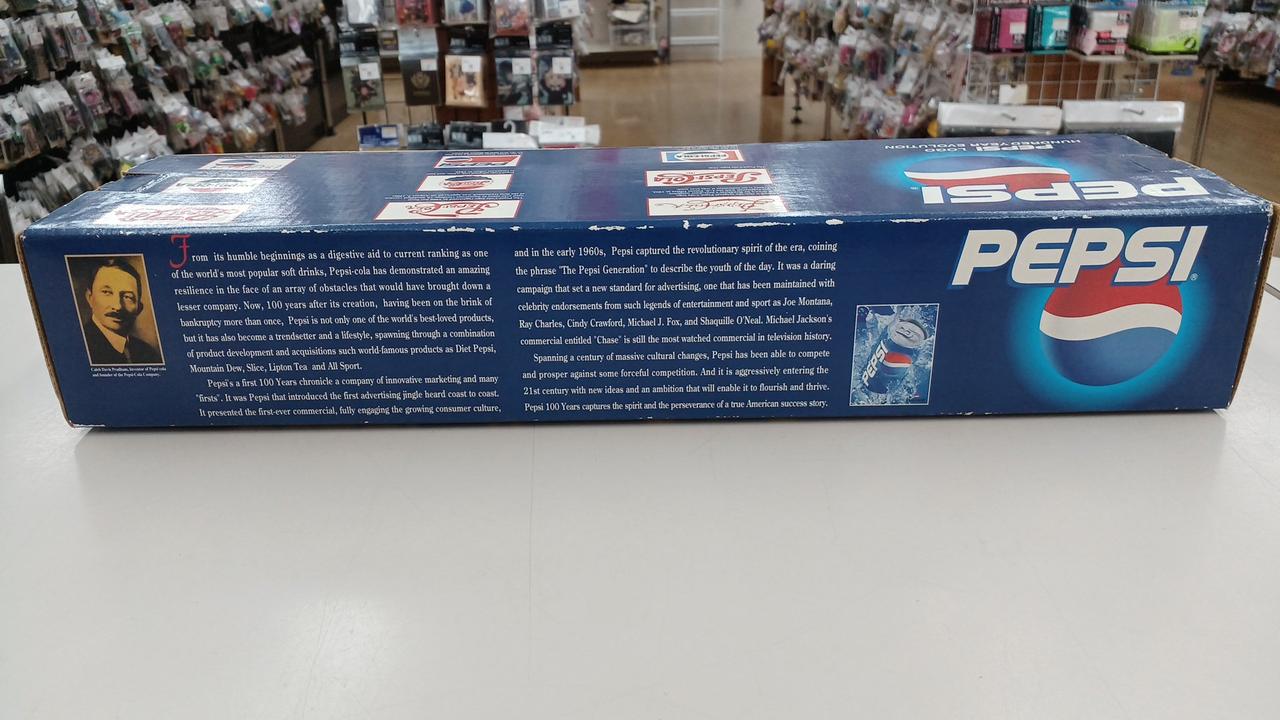 PEPSI
HUNDRED YEAR EVOLUTION
LOGO
PEPSI
From its humble beginnings as a digestive aid to current ranking as one
of the world's most popular soft drinks, Pepsi-cola has demonstrated an amazing
resilience in the face of an array of obstacles that would have brought down a
lesser company. Now, 100 years after its creation, having been on the brink of
bankruptcy more than once, Pepsi is not only one of the world's best-loved products,
but it has also become a trendsetter and a lifestyle, spawning through a combination
of product development and acquisitions such world-famous products as Diet Pepsi,
Mountain Dew, Slice, Lipton Tea and All Sport.
Pepsi's a first 100 Years chronicle a company of innovative marketing and many
"firsts". It was Pepsi that introduced the first advertising jingle heard coast to coast.
It presented the first-ever commercial, fully engaging the growing consumer culture,
Caleb Davis Bradham, Inventor of Pepsi-cola
and founder of the Pepsi-Cola Company.
and in the early 1960s, Pepsi captured the revolutionary spirit of the era, coining
the phrase "The Pepsi Generation" to describe the youth of the day. It was a daring
campaign that set a new standard for advertising, one that has been maintained with
celebrity endorsements from such legends of entertainment and sport as Joe Montana,
Ray Charles, Cindy Crawford, Michael J. Fox, and Shaquille O'Neal. Michael Jackson's
commercial entitled "Chase" is still the most watched commercial in television history.
Spanning a century of massive cultural changes, Pepsi has been able to compete
and prosper against some forceful competition. And it is aggressively entering the
21st century with new ideas and an ambition that will enable it to flourish and thrive.
Pepsi 100 Years captures the spirit and the perseverance of a true American success story.
PEPSI
PEPSI®